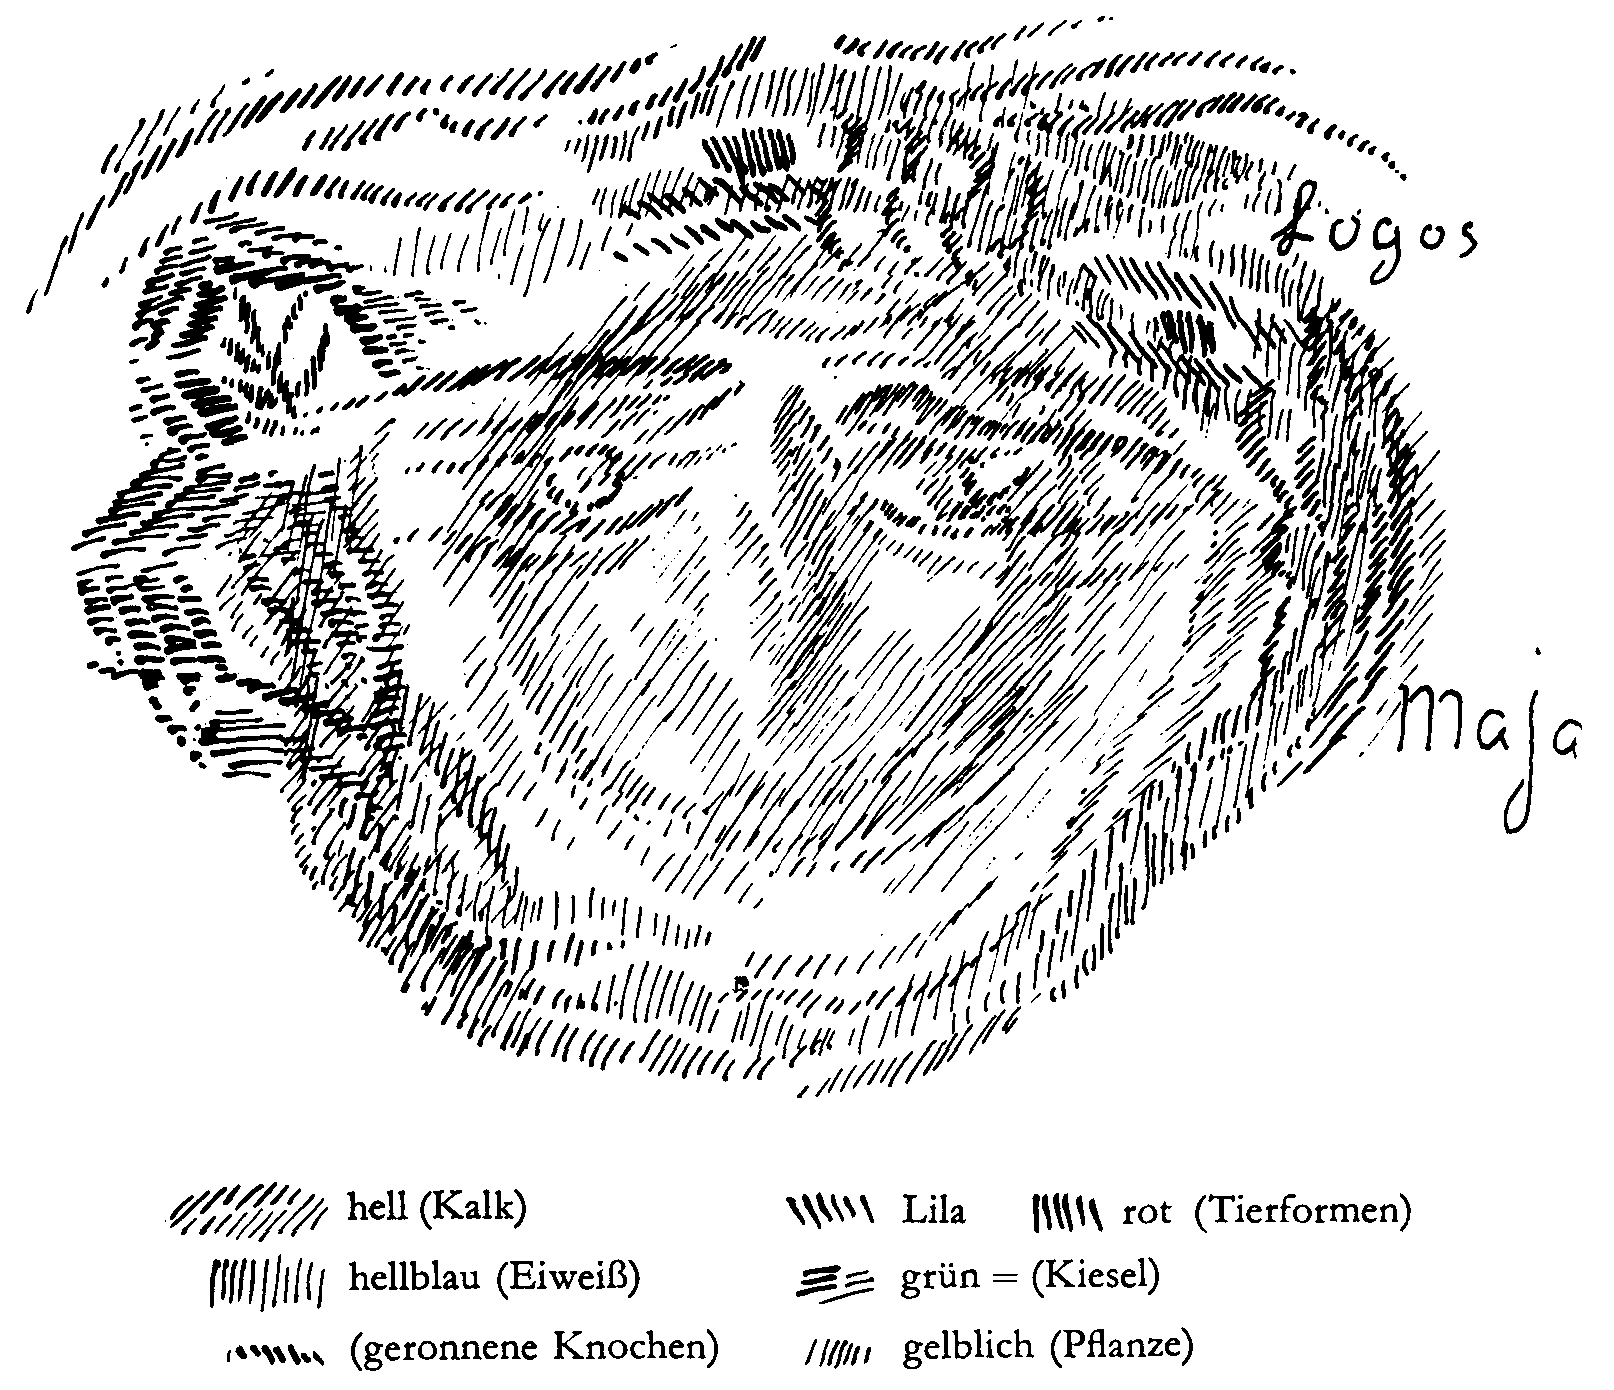 Logos
Maja
hell (Kalk)
Lila
rot (Tierformen)
hellblau (Eiweiß)
grün = (Kiesel)
(geronnene Knochen)
gelblich (Pflanze)